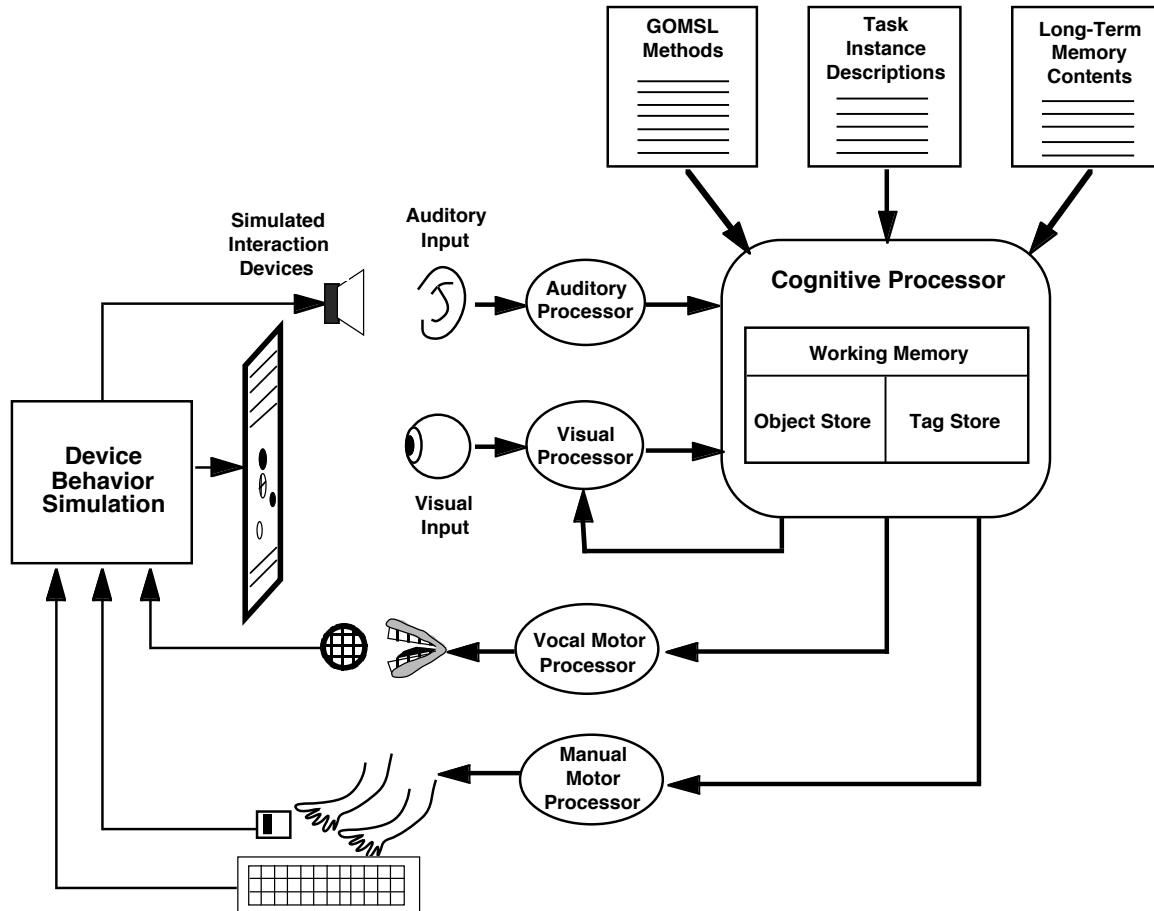 GOMSL
Methods
Task
Instance
Descriptions
Long-Term
Memory
Contents
Simulated
Interaction
Devices
Auditory
Input
Auditory
Processor
Cognitive Processor
Working Memory
Object Store
Tag Store
Device
Behavior
Simulation
Visual
Processor
Visual
Input
Vocal Motor
Processor
Manual
Motor
Processor